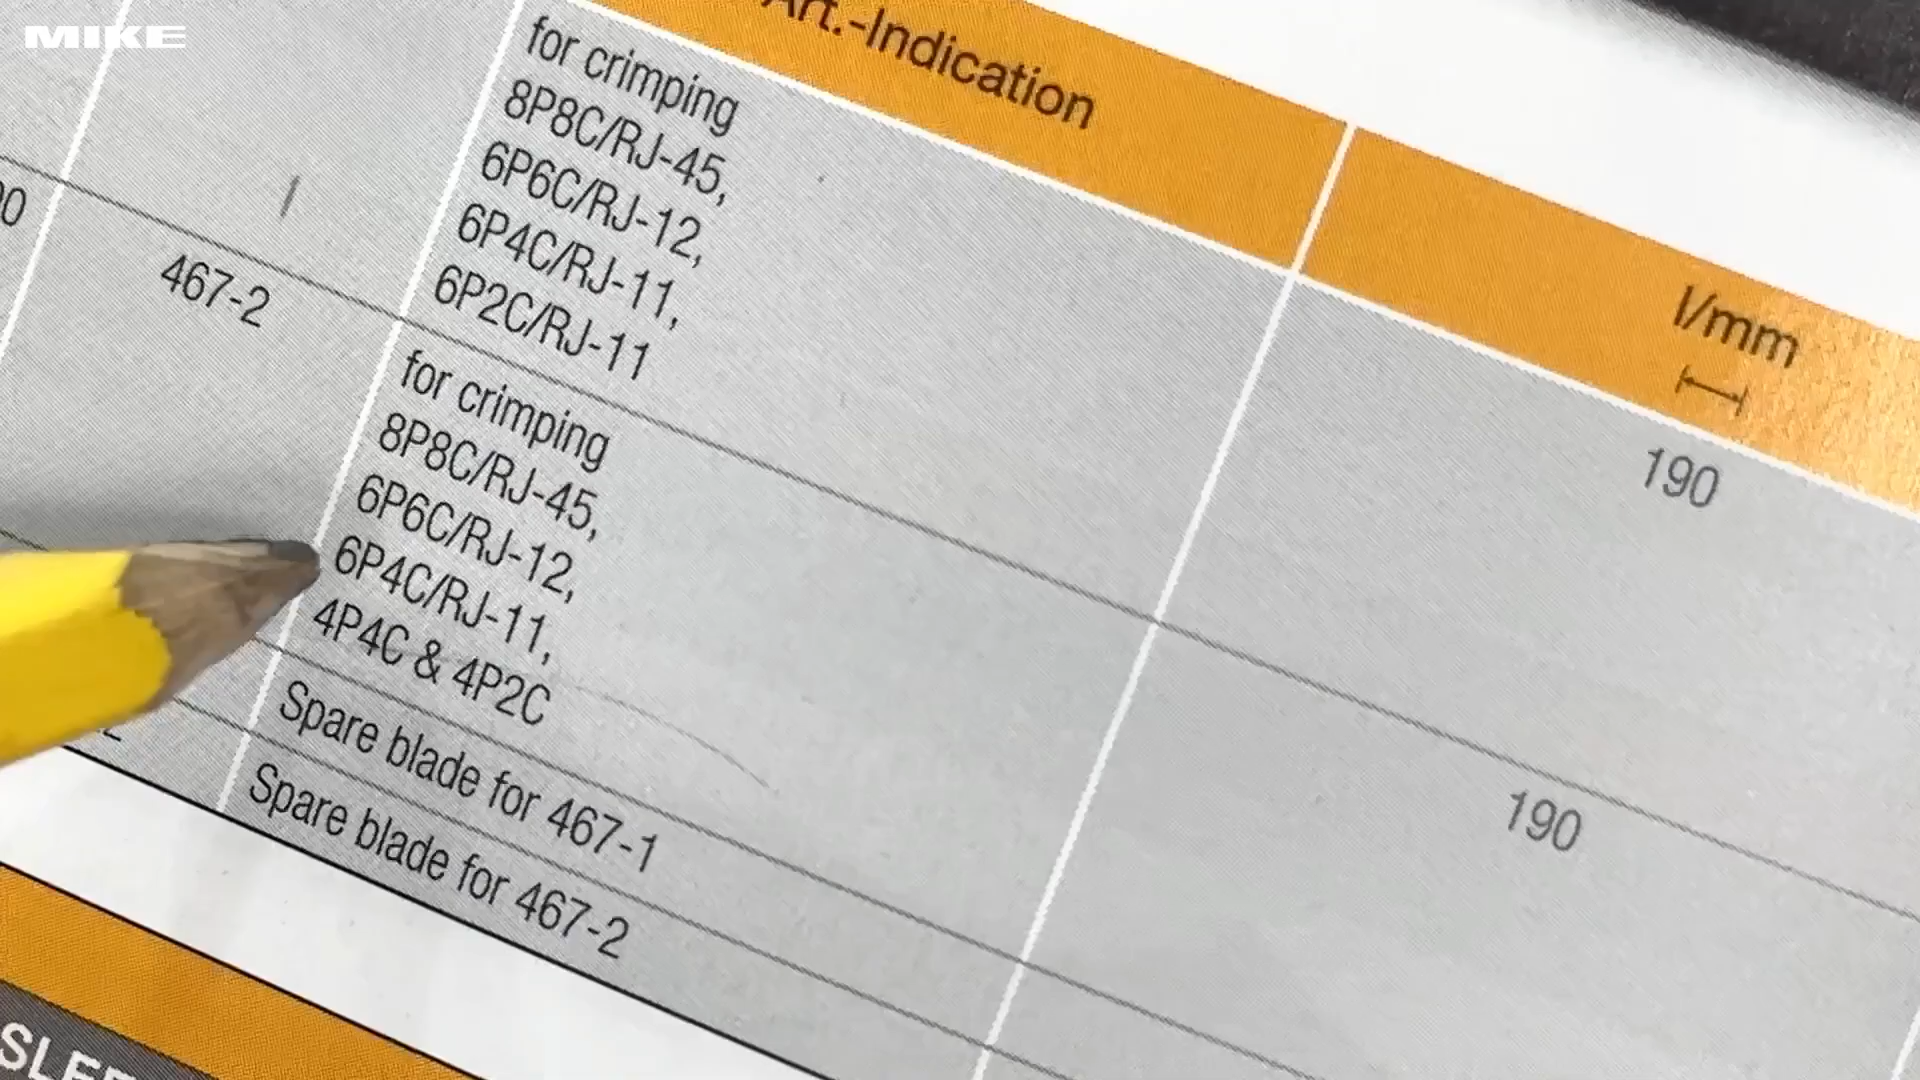 MIKE
Art.-Indication
l/mm
for crimping
8P8C/RJ-45,
6P6C/RJ-12,
6P4C/RJ-11,
6P2C/RJ-11
190
467-2
for crimping
8P8C/RJ-45,
6P6C/RJ-12,
6P4C/RJ-11,
4P4C & 4P2C
190
Spare blade for 467-1
Spare blade for 467-2